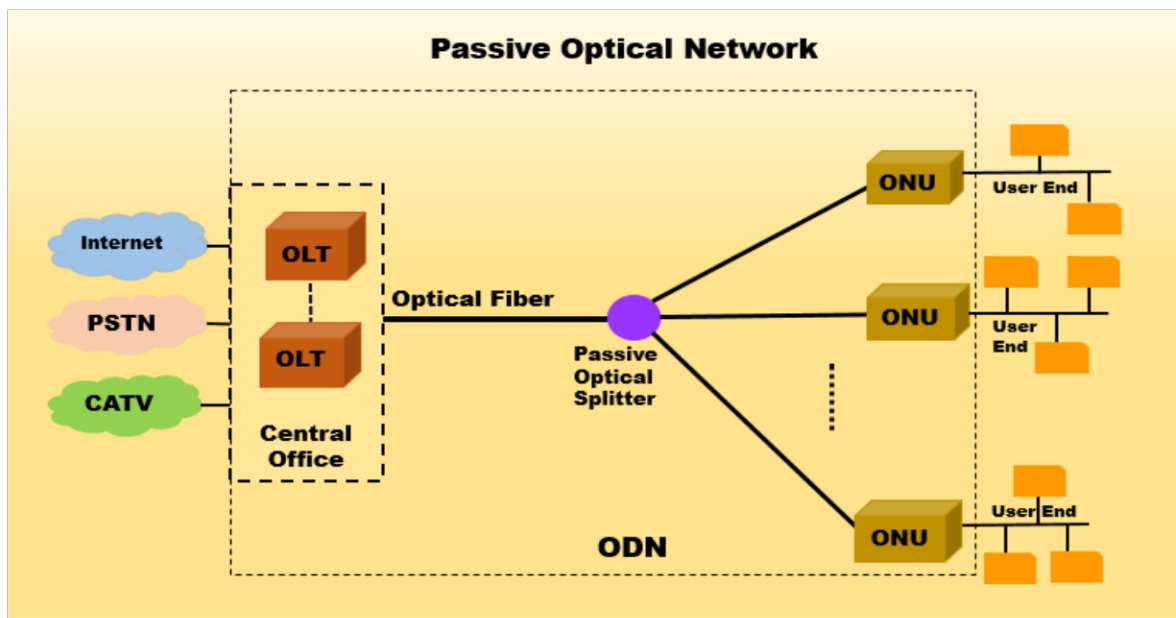 Passive Optical Network
Internet
PSTN
CATV
OLT
OLT
Central
Office
Optical Fiber
Passive
Optical
Splitter
ONU
User End
ONU
User
End
ONU
User End
ODN